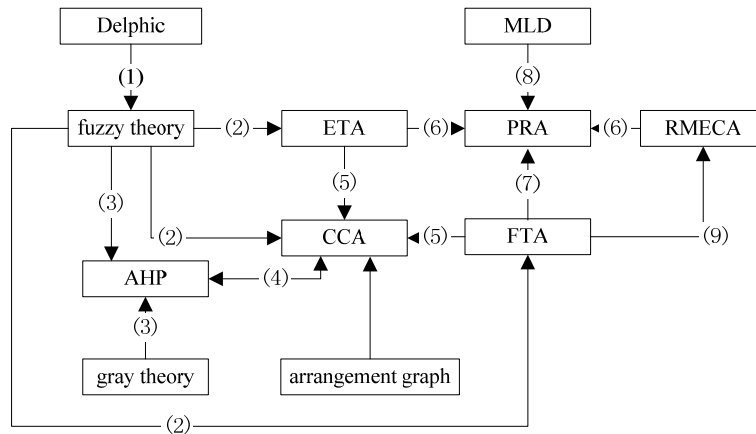 Delphic
MLD
(1)
(8)
fuzzy theory
(2)
ETA
(6)
PRA
(6)
RMECA
(3)
(5)
(7)
(2)
CCA
(5)
FTA
(9)
AHP
(4)
(3)
gray theory
arrangement graph
(2)